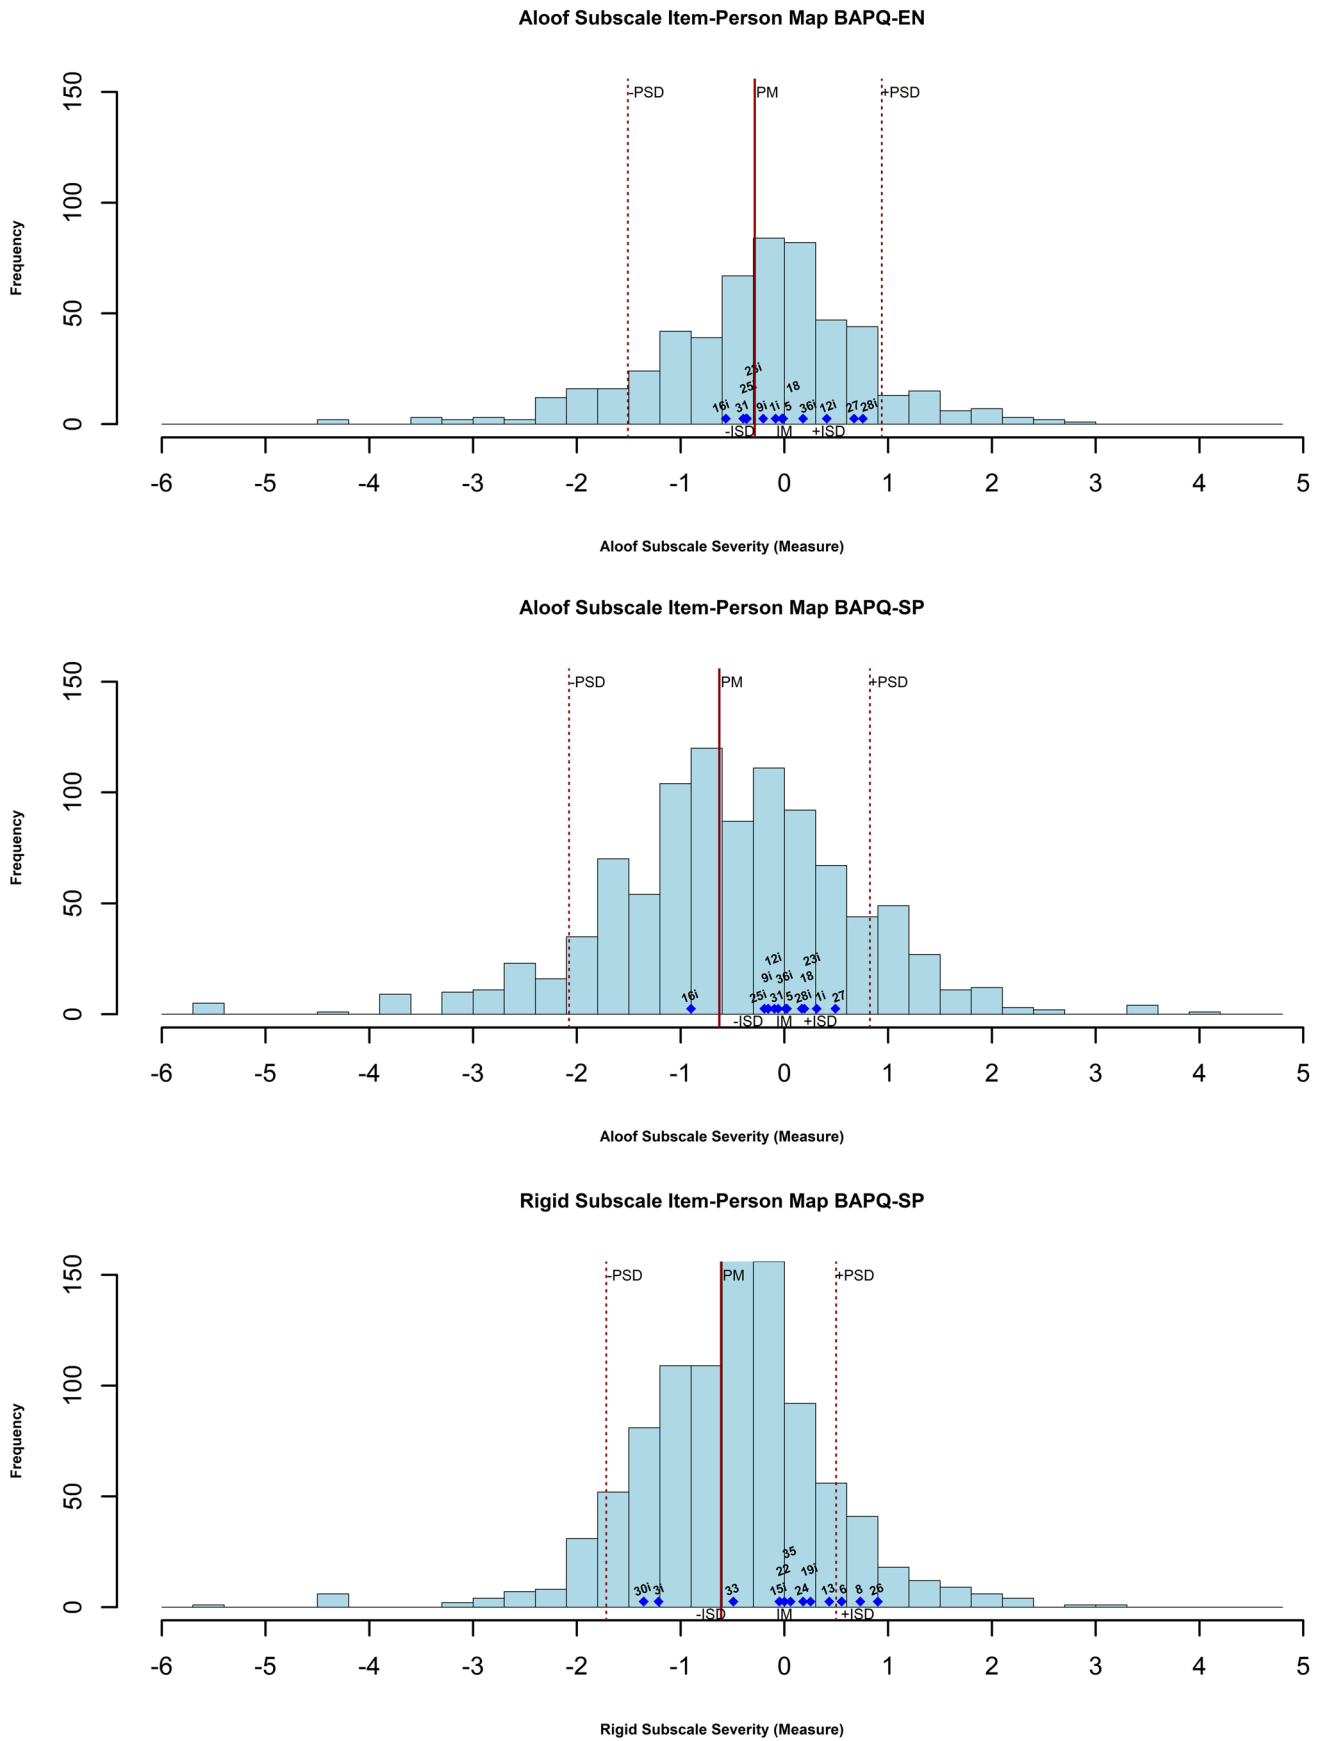 Aloof Subscale Item-Person Map BAPQ-EN
-PSD PM +PSD
150
100
50
0
Frequency
23i
25i 18
16i 31 9i 1i 5 36i 12i 27 28i
-ISD IM +ISD
-6 -5 -4 -3 -2 -1 0 1 2 3 4 5
Aloof Subscale Severity (Measure)
Aloof Subscale Item-Person Map BAPQ-SP
-PSD PM +PSD
150
100
50
0
Frequency
12i 23i
9i 36i 18
16i 25i 31 5 28i 1i 27
-ISD IM +ISD
-6 -5 -4 -3 -2 -1 0 1 2 3 4 5
Aloof Subscale Severity (Measure)
Rigid Subscale Item-Person Map BAPQ-SP
-PSD PM +PSD
150
100
50
0
Frequency
35
22 19i
30i 3i 33 15i 24 13 6 8 26
-ISD IM +ISD
-6 -5 -4 -3 -2 -1 0 1 2 3 4 5
Rigid Subscale Severity (Measure)